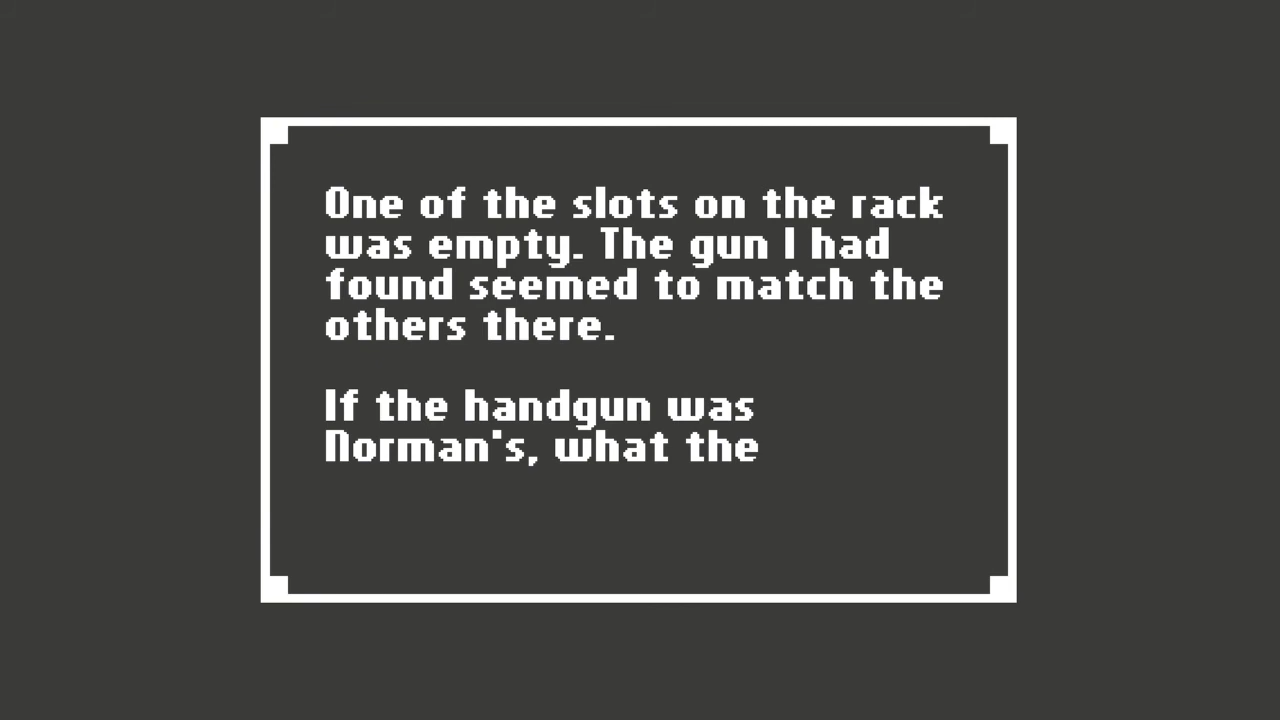 One of the slots on the rack
was empty. The gun I had
found seemed to match the
others there.
If the handgun was
Norman's, what the